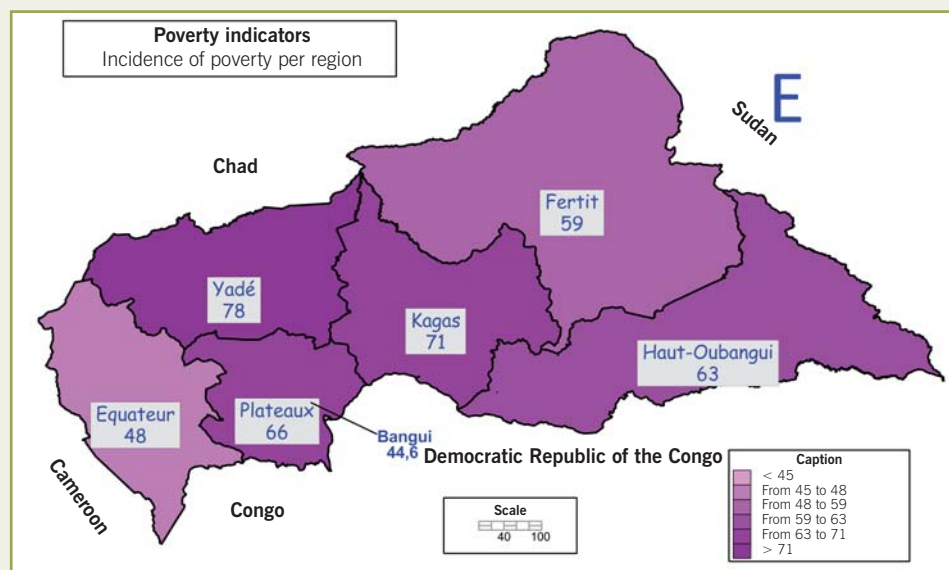 Poverty indicators
Incidence of poverty per region
E
Sudan
Chad
Fertit
59
Yadé
78
Kagas
71
Haut-Oubangui
63
Equateur
48
Plateaux
66
Bangui
44,6
Democratic Republic of the Congo
Cameroon
Congo
Scale
40 100
Caption
< 45
From 45 to 48
From 48 to 59
From 59 to 63
From 63 to 71
> 71